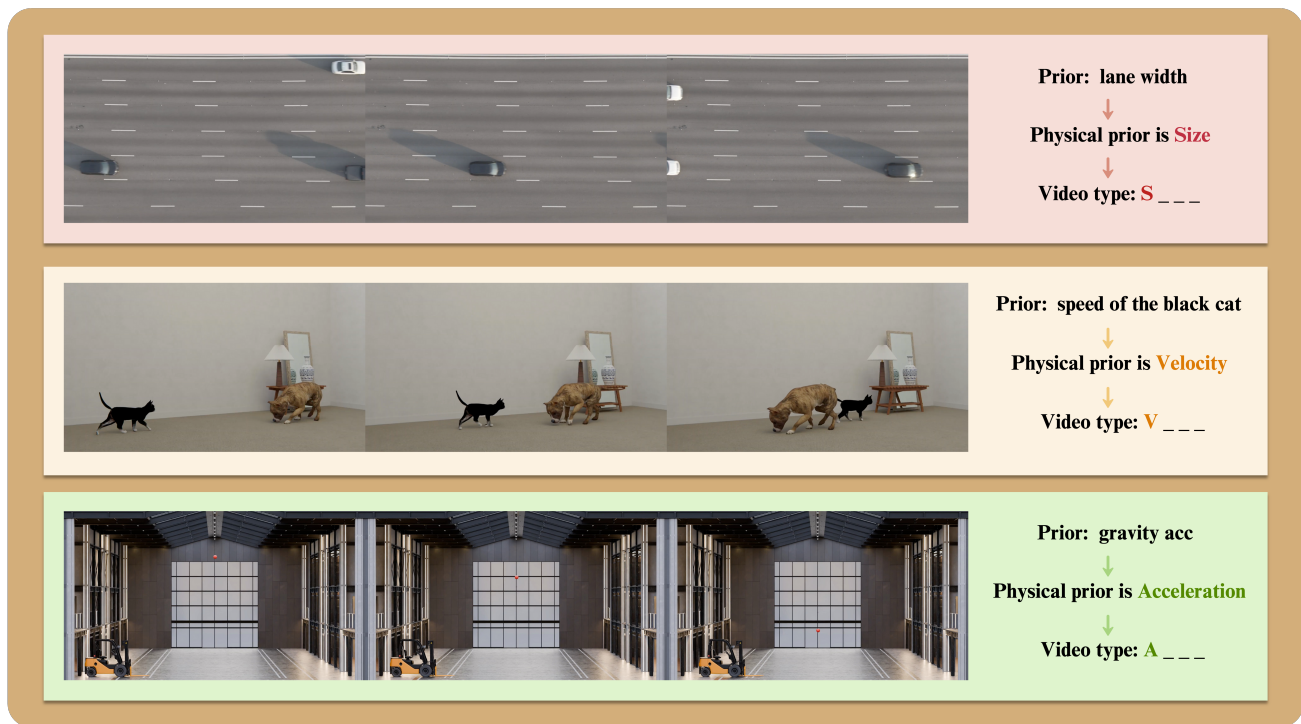 Prior: lane width
Physical prior is Size
Video type: S _ _ _
Prior: speed of the black cat
Physical prior is Velocity
Video type: V _ _ _
Prior: gravity acc
Physical prior is Acceleration
Video type: A _ _ _